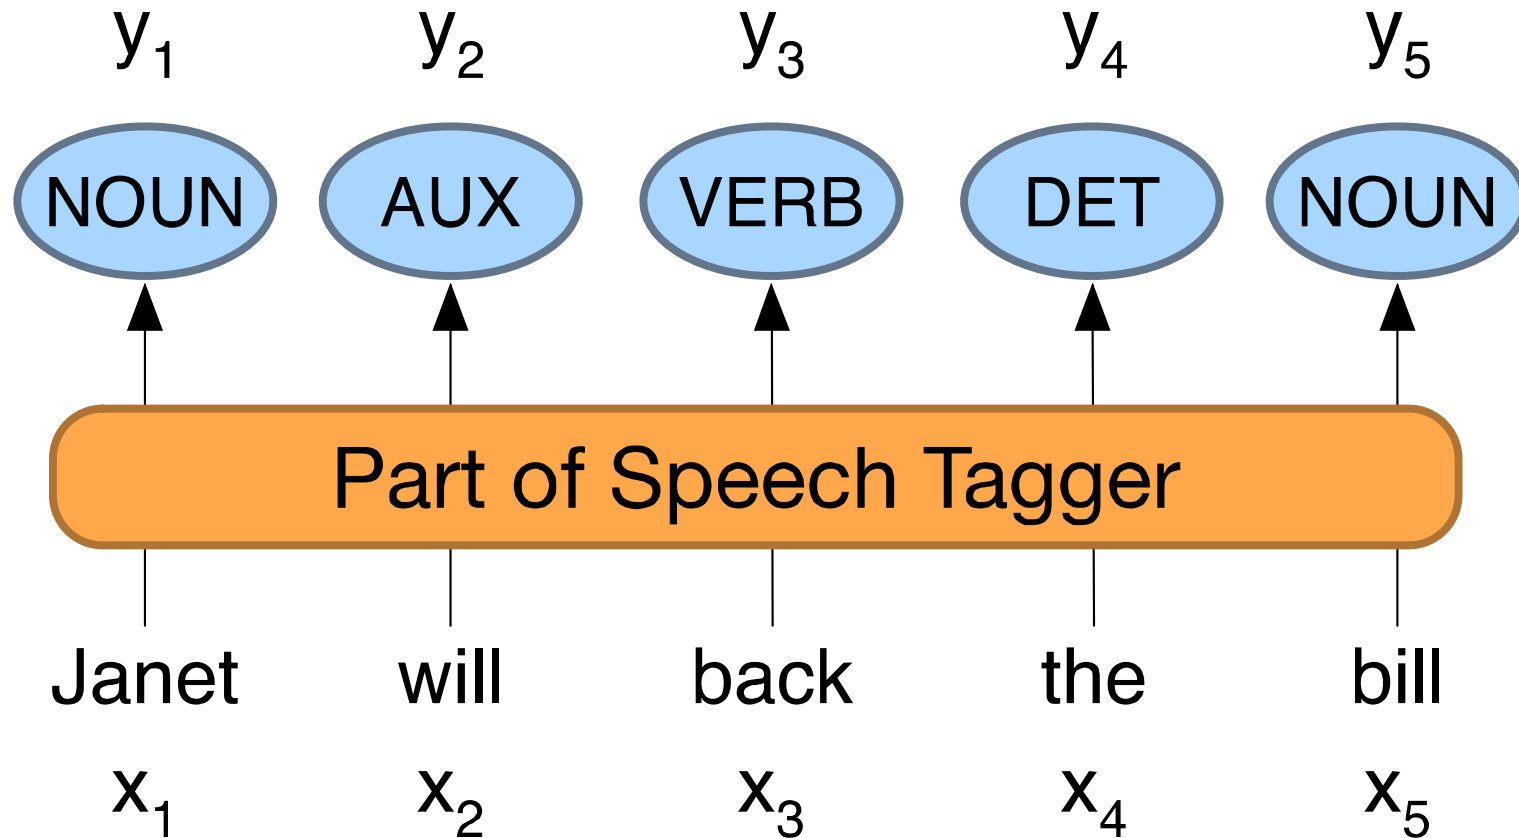 y₁ y₂ y₃ y₄ y₅
NOUN AUX VERB DET NOUN
Part of Speech Tagger
Janet will back the bill
x₁ x₂ x₃ x₄ x₅